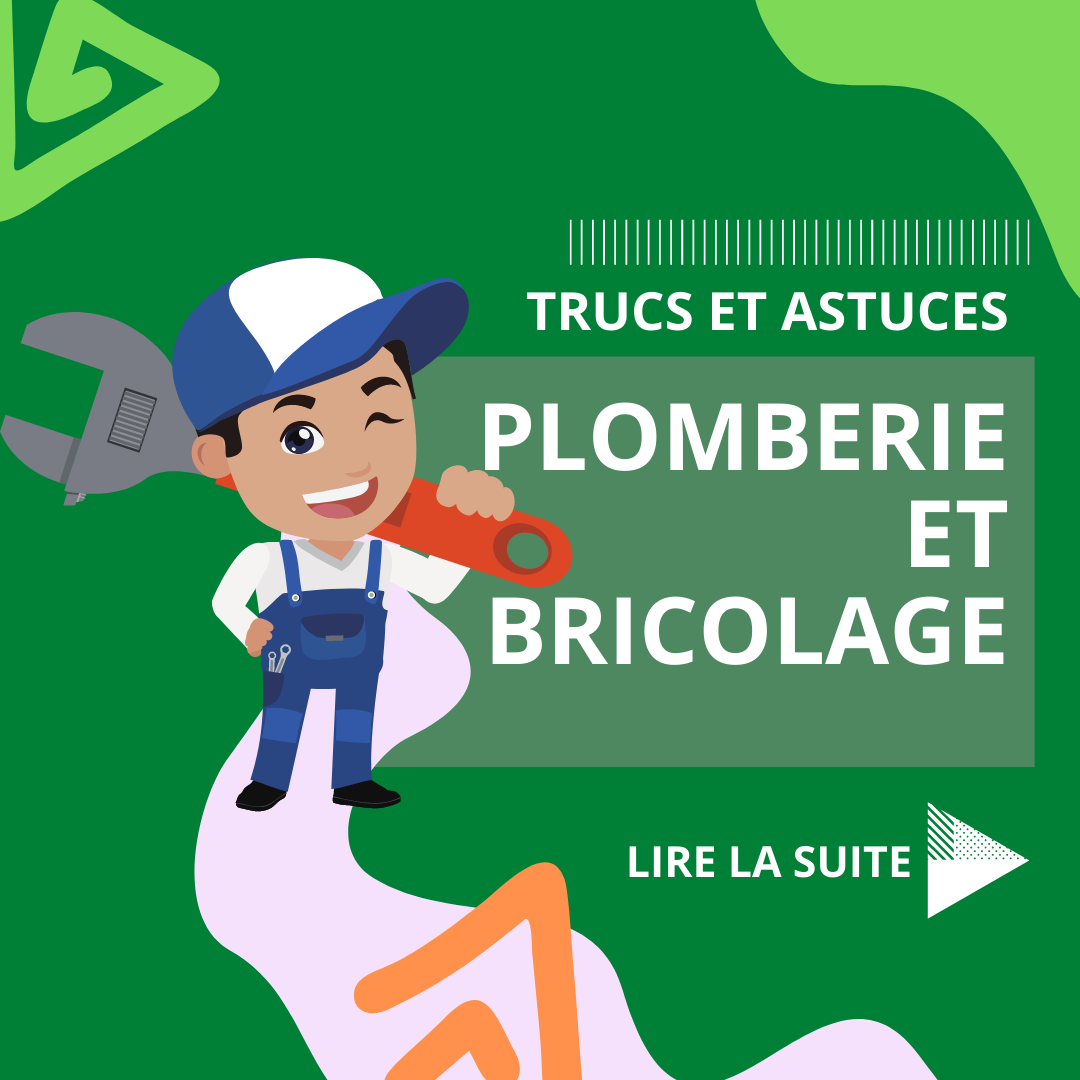 TRUCS ET ASTUCES
PLOMBERIE
ET
BRICOLAGE
LIRE LA SUITE